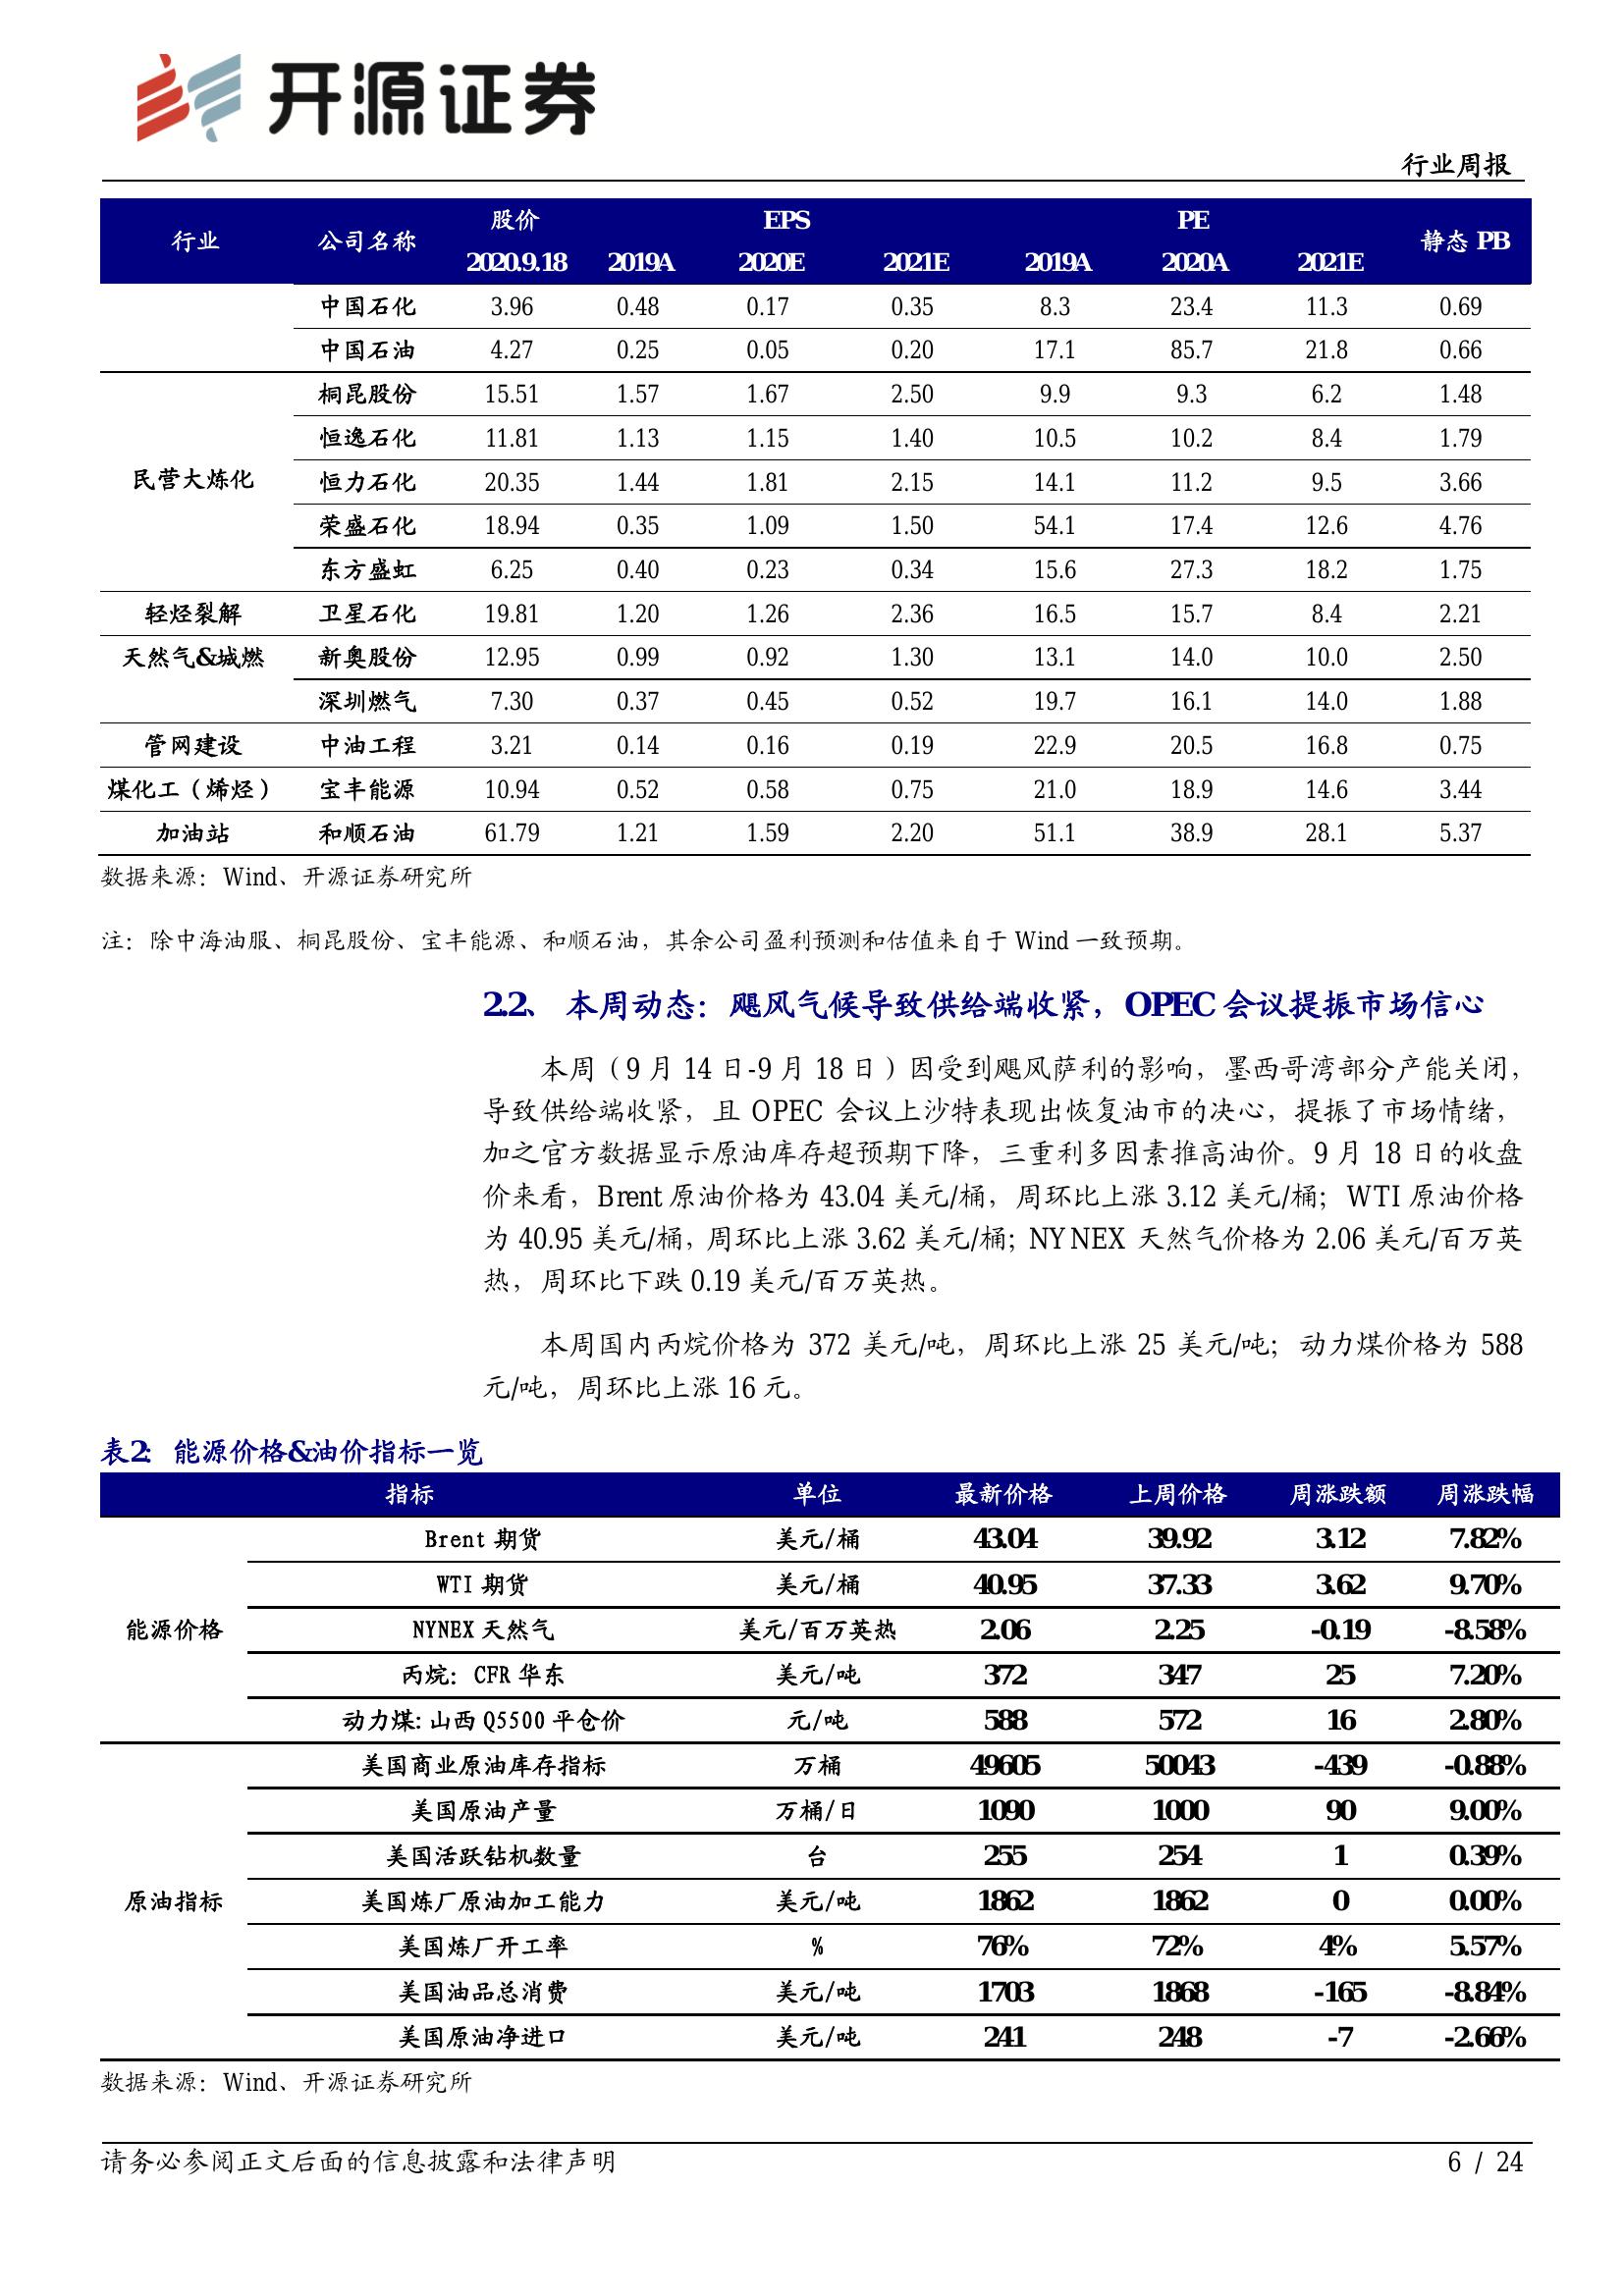 开源证券
行业周报
行业 公司名称 股价 EPS PE 静态 PB
2020.9.18 2019A 2020E 2021E 2019A 2020A 2021E
中国石化 3.96 0.48 0.17 0.35 8.3 23.4 11.3 0.69
中国石油 4.27 0.25 0.05 0.20 17.1 85.7 21.8 0.66
民营大炼化 桐昆股份 15.51 1.57 1.67 2.50 9.9 9.3 6.2 1.48
恒逸石化 11.81 1.13 1.15 1.40 10.5 10.2 8.4 1.79
恒力石化 20.35 1.44 1.81 2.15 14.1 11.2 9.5 3.66
荣盛石化 18.94 0.35 1.09 1.50 54.1 17.4 12.6 4.76
东方盛虹 6.25 0.40 0.23 0.34 15.6 27.3 18.2 1.75
轻烃裂解 卫星石化 19.81 1.20 1.26 2.36 16.5 15.7 8.4 2.21
天然气&城燃 新奥股份 12.95 0.99 0.92 1.30 13.1 14.0 10.0 2.50
深圳燃气 7.30 0.37 0.45 0.52 19.7 16.1 14.0 1.88
管网建设 中油工程 3.21 0.14 0.16 0.19 22.9 20.5 16.8 0.75
煤化工（烯烃） 宝丰能源 10.94 0.52 0.58 0.75 21.0 18.9 14.6 3.44
加油站 和顺石油 61.79 1.21 1.59 2.20 51.1 38.9 28.1 5.37
数据来源：Wind、开源证券研究所
注：除中海油服、桐昆股份、宝丰能源、和顺石油，其余公司盈利预测和估值来自于 Wind 一致预期。
2.2、 本周动态：飓风气候导致供给端收紧，OPEC 会议提振市场信心
本周（9 月 14 日-9 月 18 日）因受到飓风萨利的影响，墨西哥湾部分产能关闭，
导致供给端收紧，且 OPEC 会议上沙特表现出恢复油市的决心，提振了市场情绪，
加之官方数据显示原油库存超预期下降，三重利多因素推高油价。9 月 18 日的收盘
价来看，Brent 原油价格为 43.04 美元/桶，周环比上涨 3.12 美元/桶；WTI 原油价格
为 40.95 美元/桶，周环比上涨 3.62 美元/桶；NYNEX 天然气价格为 2.06 美元/百万英
热，周环比下跌 0.19 美元/百万英热。
本周国内丙烷价格为 372 美元/吨，周环比上涨 25 美元/吨；动力煤价格为 588
元/吨，周环比上涨 16 元。
表2：能源价格&油价指标一览
指标 单位 最新价格 上周价格 周涨跌额 周涨跌幅
Brent 期货 美元/桶 43.04 39.92 3.12 7.82%
WTI 期货 美元/桶 40.95 37.33 3.62 9.70%
能源价格 NYNEX 天然气 美元/百万英热 2.06 2.25 -0.19 -8.58%
丙烷：CFR 华东 美元/吨 372 347 25 7.20%
动力煤:山西 Q5500 平仓价 元/吨 588 572 16 2.80%
美国商业原油库存指标 万桶 49605 50043 -439 -0.88%
美国原油产量 万桶/日 1090 1000 90 9.00%
美国活跃钻机数量 台 255 254 1 0.39%
原油指标 美国炼厂原油加工能力 美元/吨 1862 1862 0 0.00%
美国炼厂开工率 % 76% 72% 4% 5.57%
美国油品总消费 美元/吨 1703 1868 -165 -8.84%
美国原油净进口 美元/吨 241 248 -7 -2.66%
数据来源：Wind、开源证券研究所
请务必参阅正文后面的信息披露和法律声明 6 / 24